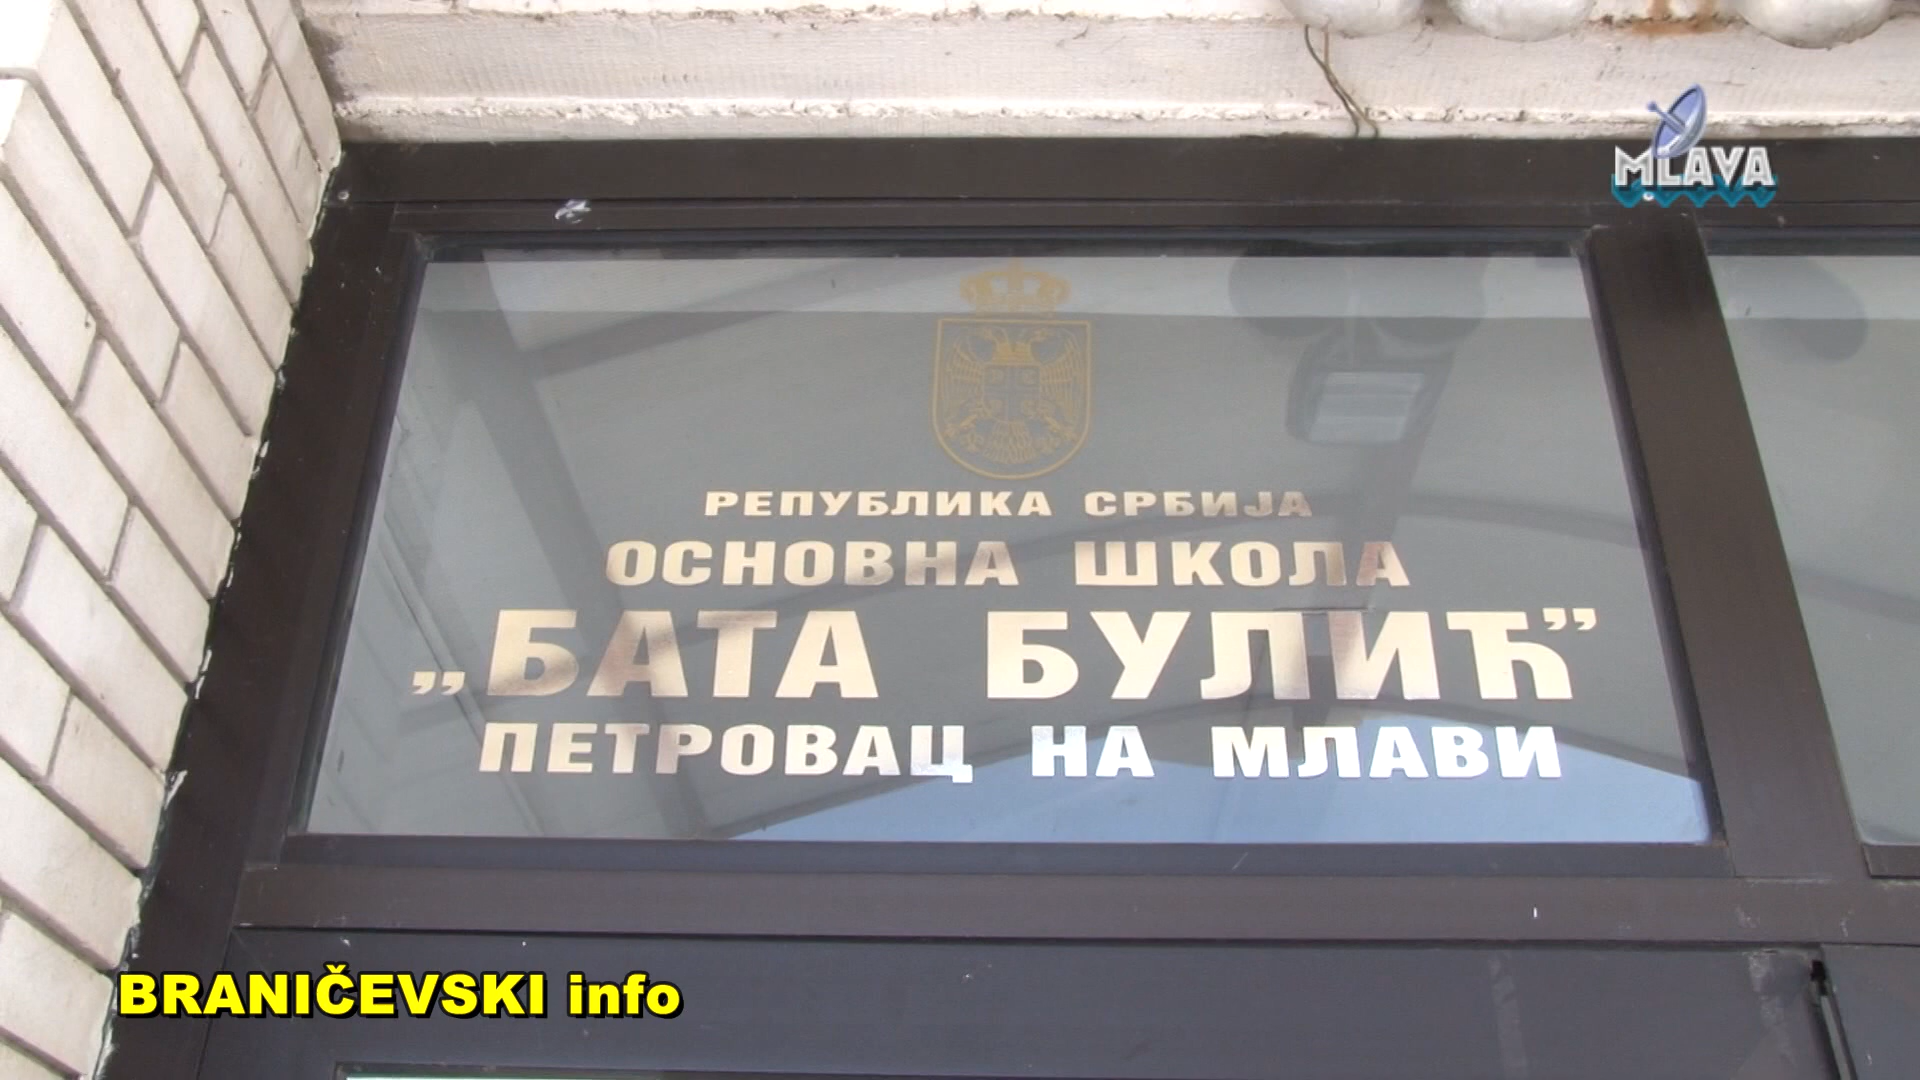 MLAVA
РЕПУБЛИКА СРБИЈА
ОСНОВНА ШКОЛА
„БАТА БУЛИЋ”
ПЕТРОВАЦ НА МЛАВИ
BRANIČEVSKI info